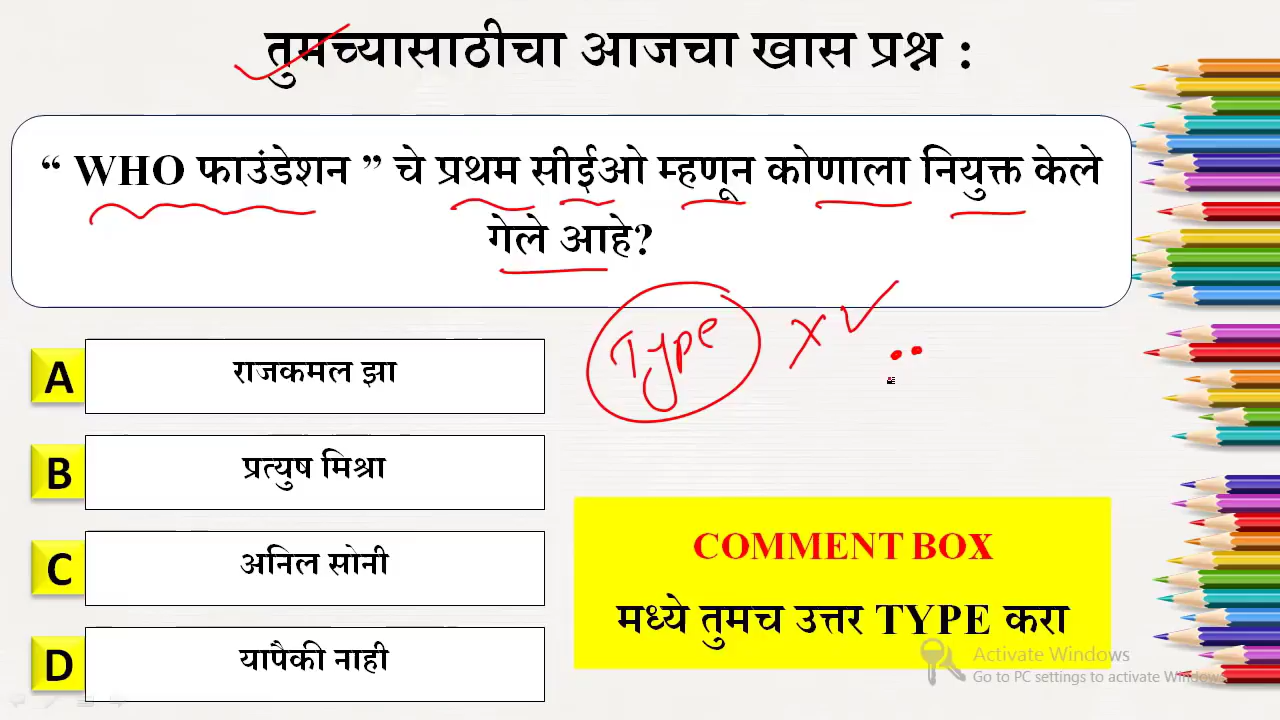 तुमच्यासाठीचा आजचा खास प्रश्न :
“ WHO फाउंडेशन ” चे प्रथम सीईओ म्हणून कोणाला नियुक्त केले
गेले आहे?
Type
A राजकमल झा
B प्रत्युष मिश्रा
C अनिल सोनी
D यापैकी नाही
COMMENT BOX
मध्ये तुमच उत्तर TYPE करा
Activate Windows
Go to PC settings to activate Windows.